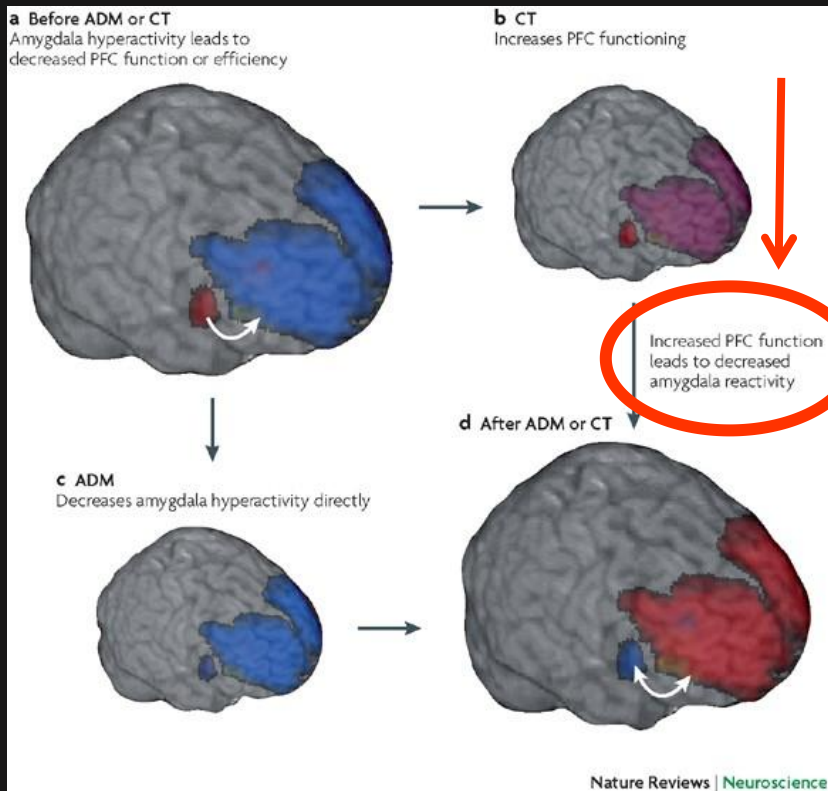 a Before ADM or CT
Amygdala hyperactivity leads to
decreased PFC function or efficiency
b CT
Increases PFC functioning
Increased PFC function
leads to decreased
amygdala reactivity
c ADM
Decreases amygdala hyperactivity directly
d After ADM or CT
Nature Reviews | Neuroscience